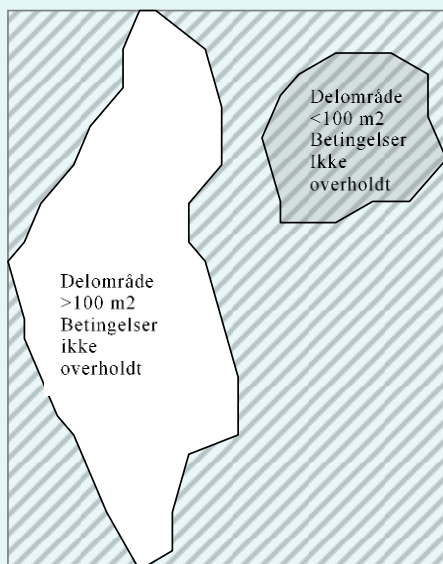 Delområde
<100 m2
Betingelser
Ikke
overholdt
Delområde
>100 m2
Betingelser
ikke
overholdt